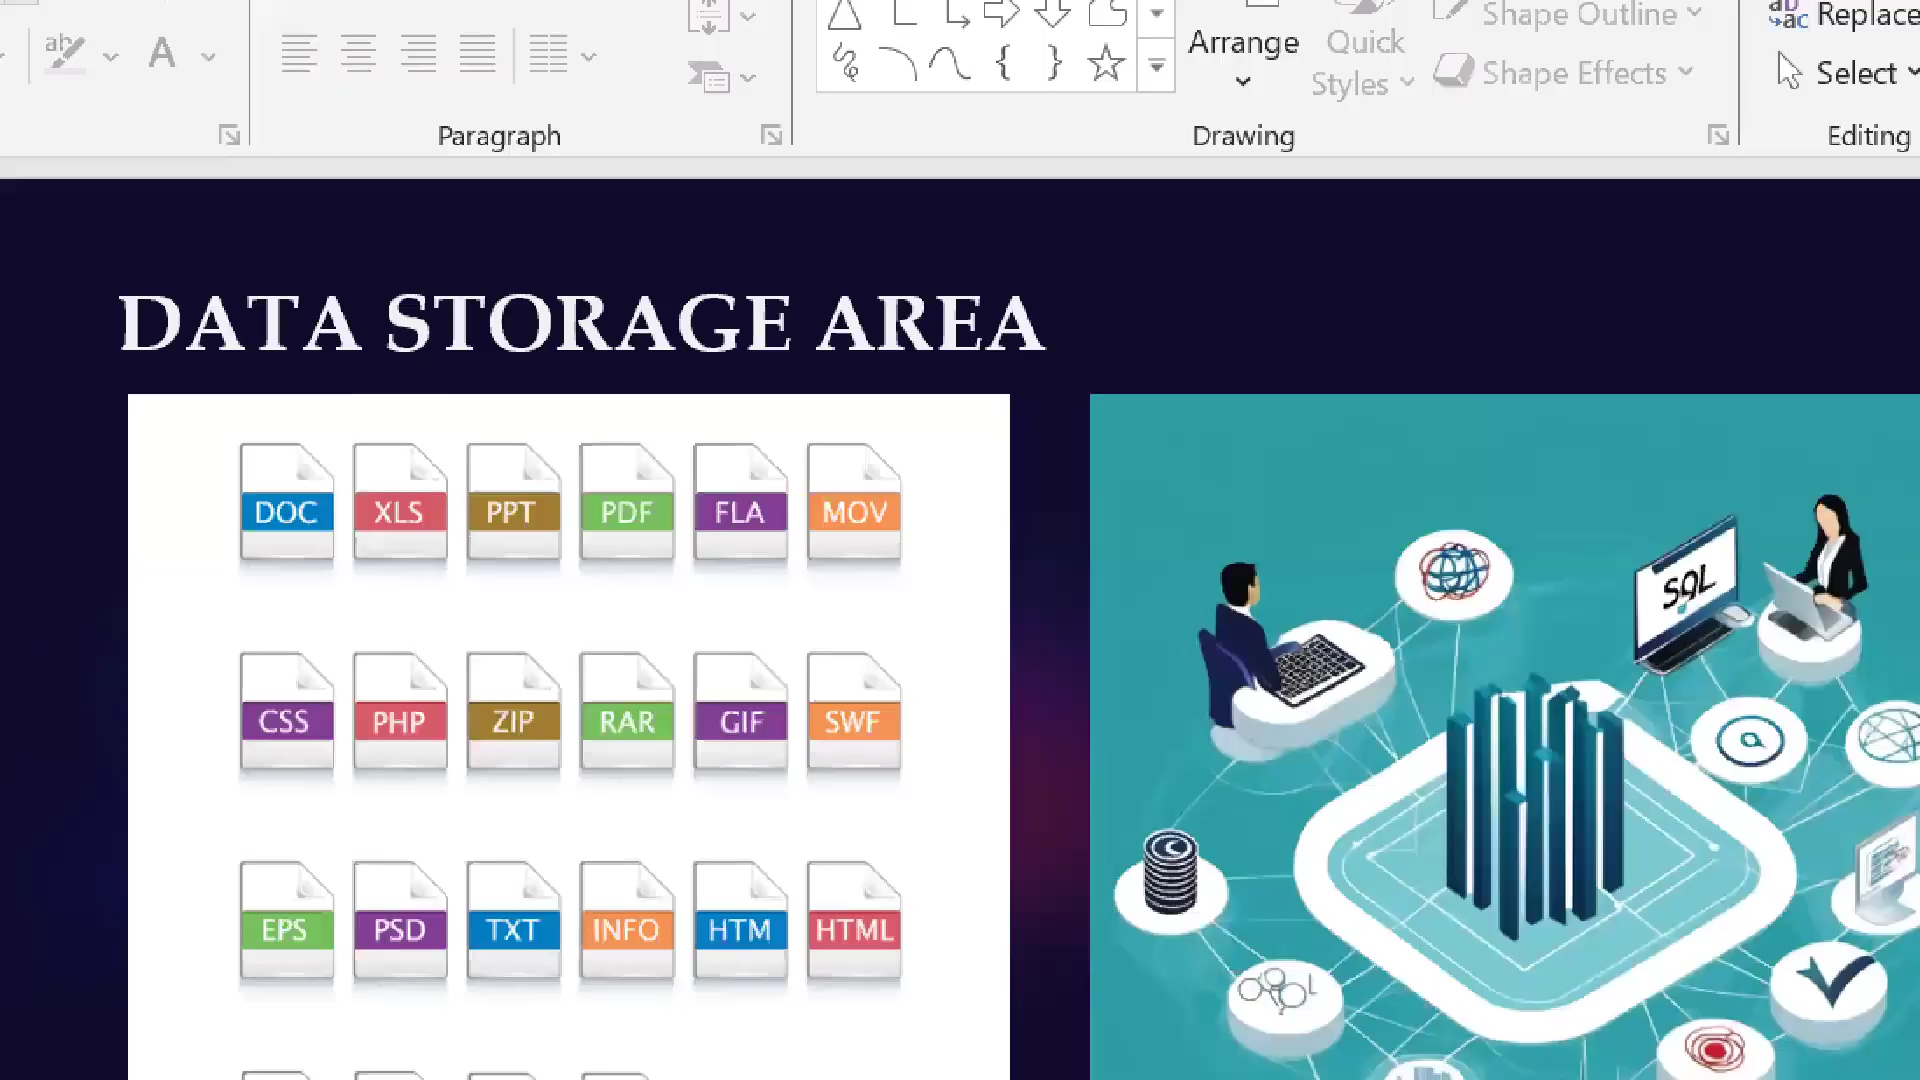 Arrange
Quick
Styles
Shape Outline
Shape Effects
Replace
Select
Paragraph
Drawing
Editing
DATA STORAGE AREA
DOC XLS PPT PDF FLA MOV
CSS PHP ZIP RAR GIF SWF
EPS PSD TXT INFO HTM HTML
SQL